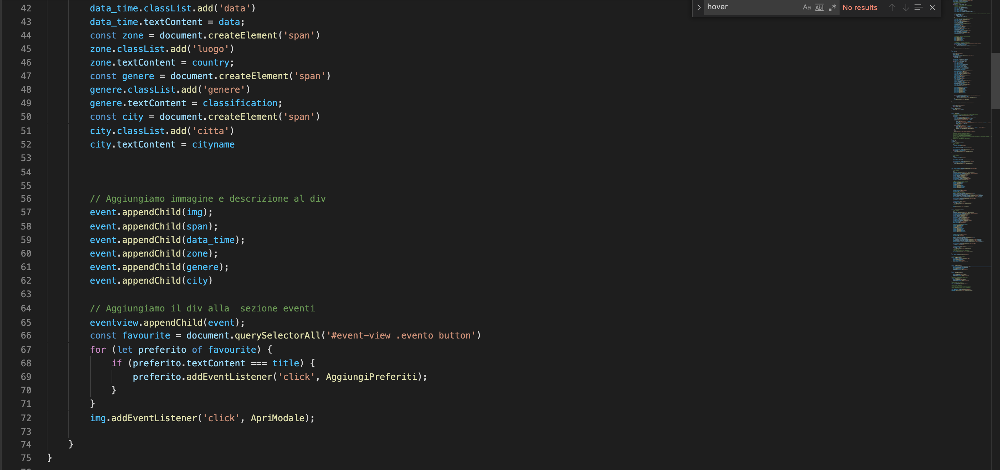 hover
Aa Abl .* No results
42 data_time.classList.add('data')
43 data_time.textContent = data;
44 const zone = document.createElement('span')
45 zone.classList.add('luogo')
46 zone.textContent = country;
47 const genere = document.createElement('span')
48 genere.classList.add('genere')
49 genere.textContent = classification;
50 const city = document.createElement('span')
51 city.classList.add('citta')
52 city.textContent = cityname
53
54
55
56 // Aggiungiamo immagine e descrizione al div
57 event.appendChild(img);
58 event.appendChild(span);
59 event.appendChild(data_time);
60 event.appendChild(zone);
61 event.appendChild(genere);
62 event.appendChild(city)
63
64 // Aggiungiamo il div alla  sezione eventi
65 eventview.appendChild(event);
66 const favourite = document.querySelectorAll('#event-view .evento button')
67 for (let preferito of favourite) {
68 if (preferito.textContent === title) {
69 preferito.addEventListener('click', AggiungiPreferiti);
70 }
71 }
72 img.addEventListener('click', ApriModale);
73
74 }
75 }